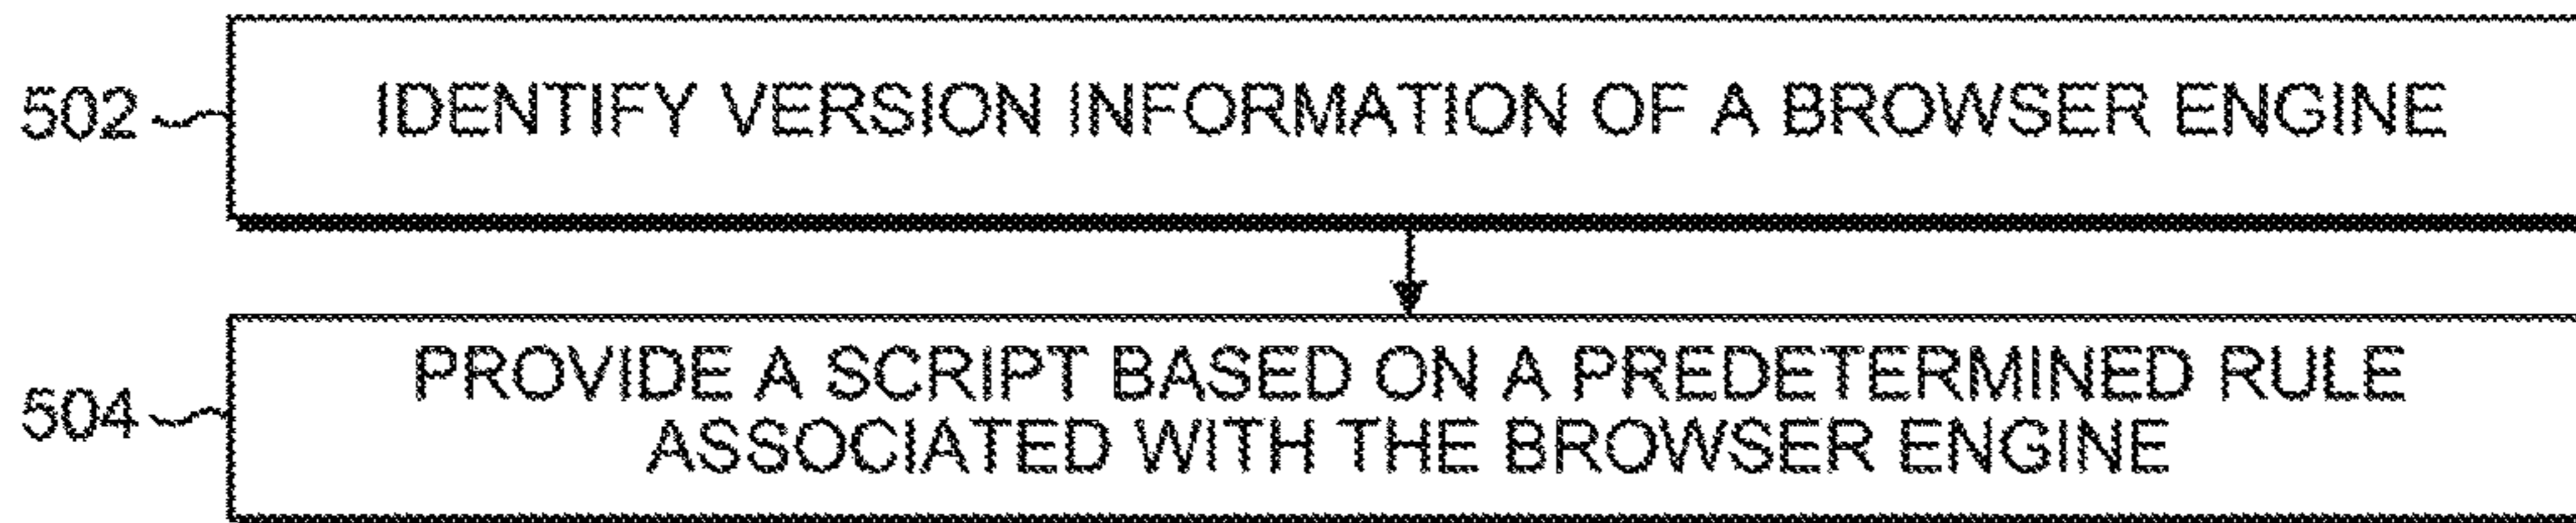 502
IDENTIFY VERSION INFORMATION OF A BROWSER ENGINE
504
PROVIDE A SCRIPT BASED ON A PREDETERMINED RULE
ASSOCIATED WITH THE BROWSER ENGINE